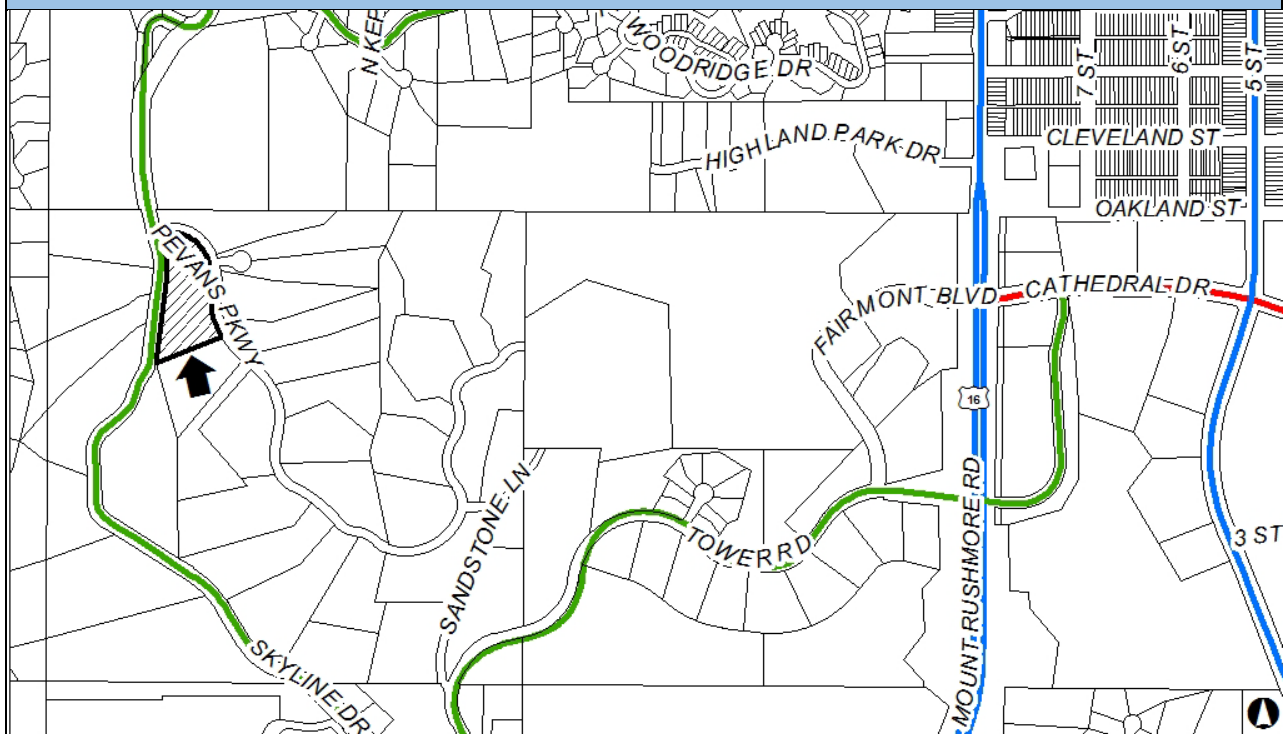 N KEP
WOODRIDGE DR
7 ST
6 ST
5 ST
HIGHLAND PARK DR
CLEVELAND ST
OAKLAND ST
PEVANS PKWY
FAIRMONT BLVD
CATHEDRAL DR
16
MOUNT RUSHMORE RD
SANDSTONE LN
TOWER RD
3 ST
SKYLINE DR